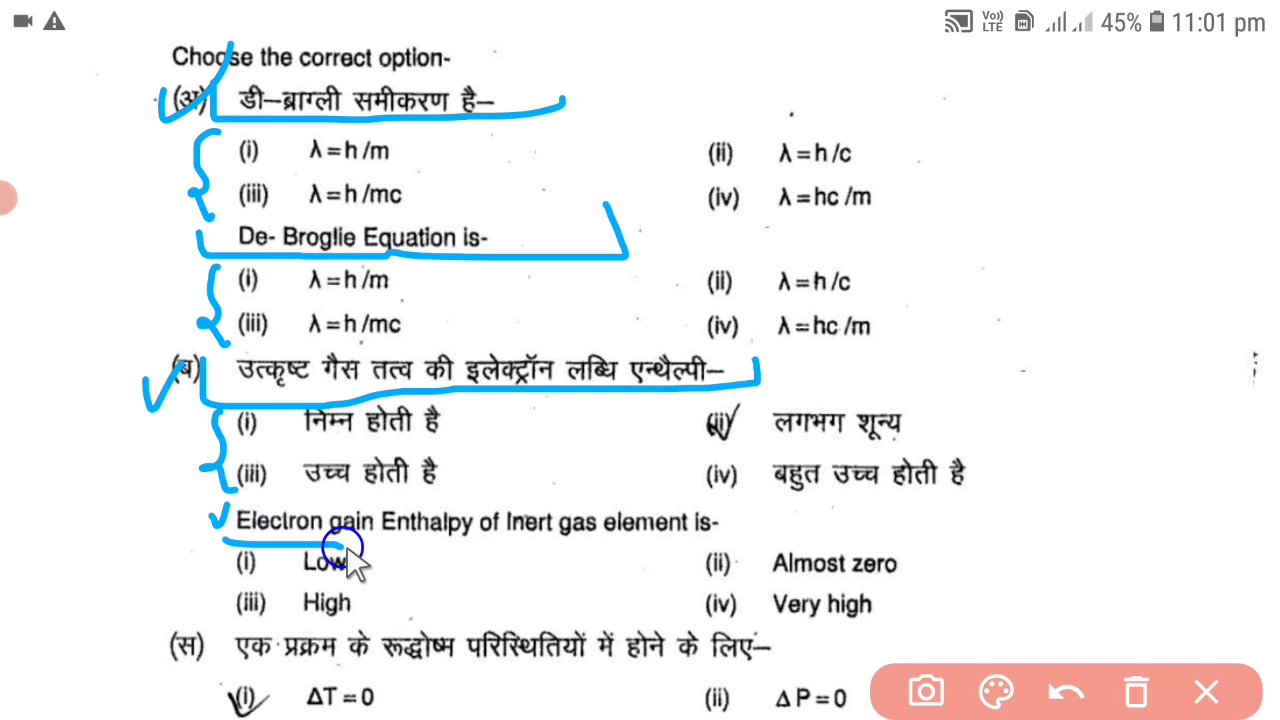 Vo)) LTE 45% 11:01 pm
Choose the correct option-
(अ) डी–ब्राग्ली समीकरण है–
(i) λ=h/m (ii) λ=h/c
(iii) λ=h/mc (iv) λ=hc/m
De- Broglie Equation is-
(i) λ=h/m (ii) λ=h/c
(iii) λ=h/mc (iv) λ=hc/m
(ब) उत्कृष्ट गैस तत्व की इलेक्ट्रॉन लब्धि एन्थैल्पी–
(i) निम्न होती है (ii) लगभग शून्य
(iii) उच्च होती है (iv) बहुत उच्च होती है
Electron gain Enthalpy of Inert gas element is-
(i) Low (ii) Almost zero
(iii) High (iv) Very high
(स) एक प्रक्रम के रूद्धोष्म परिस्थितियों में होने के लिए–
(i) ΔT=0 (ii) ΔP=0